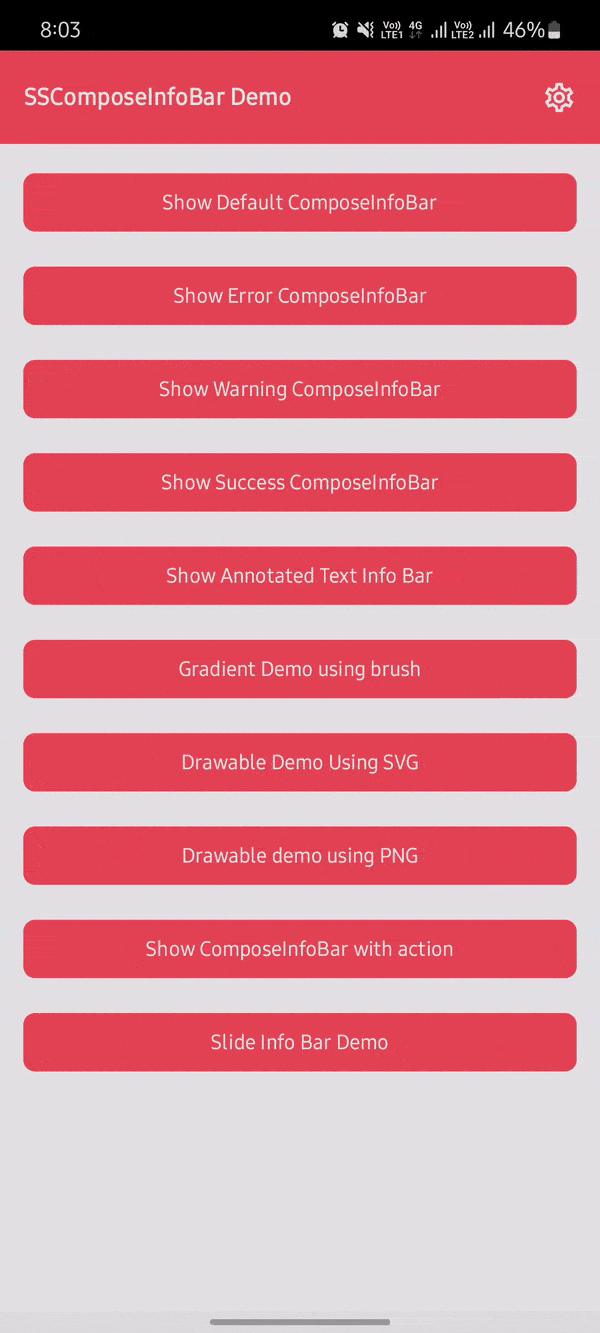 8:03 Vo)) LTE1 4G Vo)) LTE2 46%
SSComposeInfoBar Demo
Show Default ComposeInfoBar
Show Error ComposeInfoBar
Show Warning ComposeInfoBar
Show Success ComposeInfoBar
Show Annotated Text Info Bar
Gradient Demo using brush
Drawable Demo Using SVG
Drawable demo using PNG
Show ComposeInfoBar with action
Slide Info Bar Demo